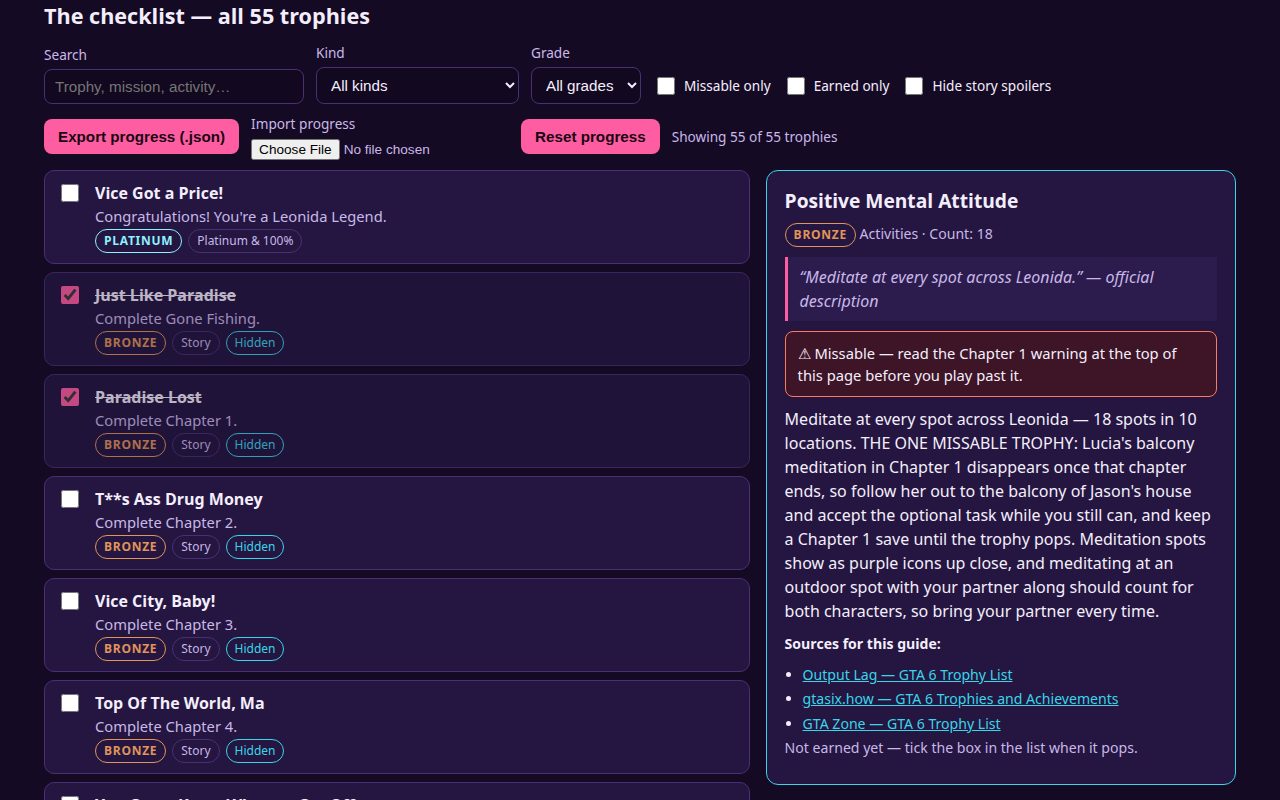 The checklist — all 55 trophies
Search
Kind
Grade
Trophy, mission, activity…
All kinds
All grades
Missable only
Earned only
Hide story spoilers
Export progress (.json)
Import progress
Choose File No file chosen
Reset progress
Showing 55 of 55 trophies
Vice Got a Price!
Congratulations! You're a Leonida Legend.
PLATINUM Platinum & 100%
Just Like Paradise
Complete Gone Fishing.
BRONZE Story Hidden
Paradise Lost
Complete Chapter 1.
BRONZE Story Hidden
T**s Ass Drug Money
Complete Chapter 2.
BRONZE Story Hidden
Vice City, Baby!
Complete Chapter 3.
BRONZE Story Hidden
Top Of The World, Ma
Complete Chapter 4.
BRONZE Story Hidden
Positive Mental Attitude
BRONZE Activities · Count: 18
“Meditate at every spot across Leonida.” — official
description
⚠ Missable — read the Chapter 1 warning at the top of
this page before you play past it.
Meditate at every spot across Leonida — 18 spots in 10
locations. THE ONE MISSABLE TROPHY: Lucia's balcony
meditation in Chapter 1 disappears once that chapter
ends, so follow her out to the balcony of Jason's house
and accept the optional task while you still can, and keep
a Chapter 1 save until the trophy pops. Meditation spots
show as purple icons up close, and meditating at an
outdoor spot with your partner along should count for
both characters, so bring your partner every time.
Sources for this guide:
Output Lag — GTA 6 Trophy List
gtasix.how — GTA 6 Trophies and Achievements
GTA Zone — GTA 6 Trophy List
Not earned yet — tick the box in the list when it pops.